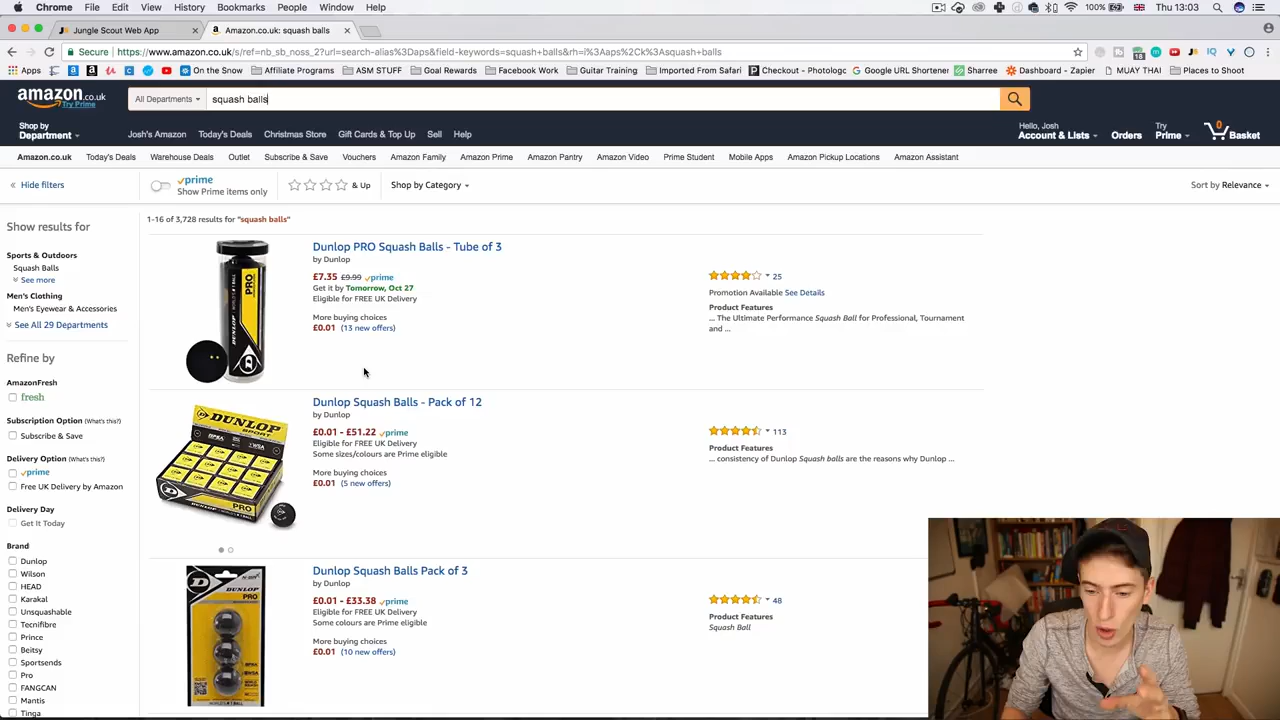 Chrome File Edit View History Bookmarks People Window Help 100% Thu 13:03
Jungle Scout Web App
Amazon.co.uk: squash balls
Secure https://www.amazon.co.uk/s/ref=nb_sb_noss_2?url=search-alias%3Daps&field-keywords=squash+balls&rh=i%3Aaps%2Ck%3Asquash+balls
Apps On the Snow Affiliate Programs ASM STUFF Goal Rewards Facebook Work Guitar Training Imported From Safari Checkout - Photologo Google URL Shortener Sharree Dashboard - Zapier MUAY THAI Places to Shoot
amazon.co.uk
Try Prime
All Departments
squash balls
Shop by
Department
Josh's Amazon Today's Deals Christmas Store Gift Cards & Top Up Sell Help
Hello, Josh
Account & Lists
Orders
Try
Prime
0
Basket
Amazon.co.uk Today's Deals Warehouse Deals Outlet Subscribe & Save Vouchers Amazon Family Amazon Prime Amazon Pantry Amazon Video Prime Student Mobile Apps Amazon Pickup Locations Amazon Assistant
« Hide filters
prime
Show Prime items only
& Up
Shop by Category
Sort by Relevance
1-16 of 3,728 results for "squash balls"
Show results for
Sports & Outdoors
Squash Balls
See more
Men's Clothing
Men's Eyewear & Accessories
See All 29 Departments
Refine by
AmazonFresh
fresh
Subscription Option (What's this?)
Subscribe & Save
Delivery Option (What's this?)
prime
Free UK Delivery by Amazon
Delivery Day
Get It Today
Brand
Dunlop
Wilson
HEAD
Karakal
Unsquashable
Tecnifibre
Prince
Beitsy
Sportsends
Pro
FANGCAN
Mantis
Tinga
Dunlop PRO Squash Balls - Tube of 3
by Dunlop
£7.35 £9.99 prime
Get it by Tomorrow, Oct 27
Eligible for FREE UK Delivery
More buying choices
£0.01 (13 new offers)
25
Promotion Available See Details
Product Features
... The Ultimate Performance Squash Ball for Professional, Tournament
and ...
PRO
DUNLOP
Dunlop Squash Balls - Pack of 12
by Dunlop
£0.01 - £51.22 prime
Eligible for FREE UK Delivery
Some sizes/colours are Prime eligible
More buying choices
£0.01 (5 new offers)
113
Product Features
... consistency of Dunlop Squash balls are the reasons why Dunlop ...
DUNLOP
SPORT
PRO
Dunlop Squash Balls Pack of 3
by Dunlop
£0.01 - £33.38 prime
Eligible for FREE UK Delivery
Some colours are Prime eligible
More buying choices
£0.01 (10 new offers)
48
Product Features
Squash Ball
DUNLOP
PRO